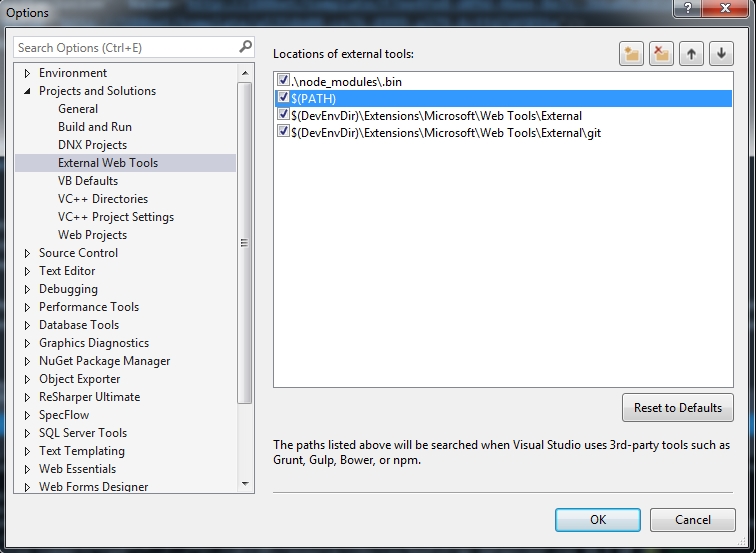 Options
Search Options (Ctrl+E)
Environment
Projects and Solutions
General
Build and Run
DNX Projects
External Web Tools
VB Defaults
VC++ Directories
VC++ Project Settings
Web Projects
Source Control
Text Editor
Debugging
Performance Tools
Database Tools
Graphics Diagnostics
NuGet Package Manager
Object Exporter
ReSharper Ultimate
SpecFlow
SQL Server Tools
Text Templating
Web Essentials
Web Forms Designer
Locations of external tools:
.\node_modules\.bin
$(PATH)
$(DevEnvDir)\Extensions\Microsoft\Web Tools\External
$(DevEnvDir)\Extensions\Microsoft\Web Tools\External\git
Reset to Defaults
The paths listed above will be searched when Visual Studio uses 3rd-party tools such as
Grunt, Gulp, Bower, or npm.
OK
Cancel